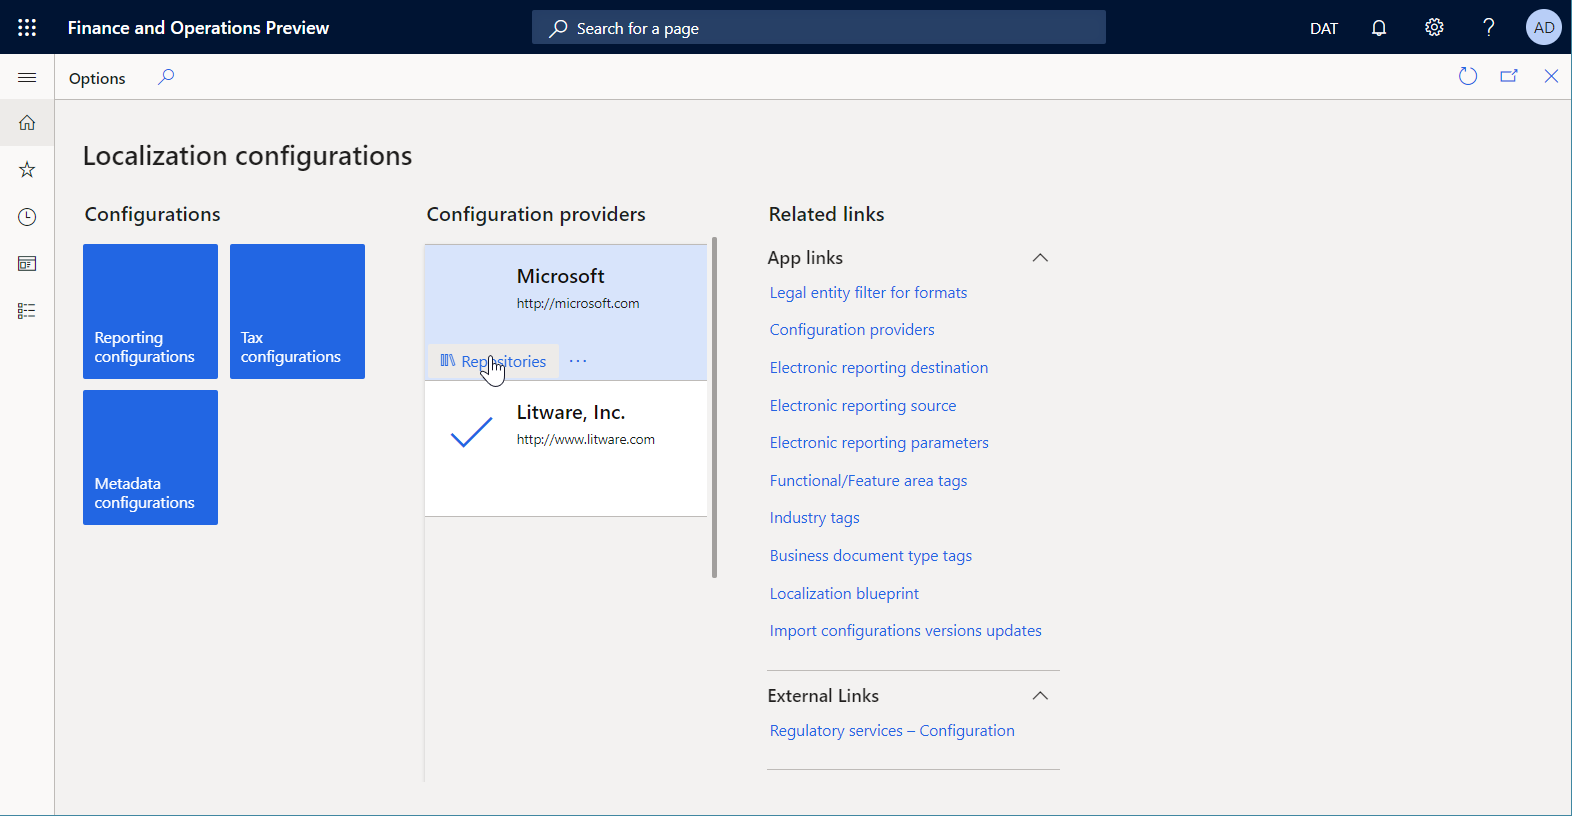 Finance and Operations Preview
Search for a page
DAT
AD
Options
Localization configurations
Configurations
Reporting
configurations
Tax
configurations
Metadata
configurations
Configuration providers
Microsoft
http://microsoft.com
Repositories
Litware, Inc.
http://www.litware.com
Related links
App links
Legal entity filter for formats
Configuration providers
Electronic reporting destination
Electronic reporting source
Electronic reporting parameters
Functional/Feature area tags
Industry tags
Business document type tags
Localization blueprint
Import configurations versions updates
External Links
Regulatory services – Configuration